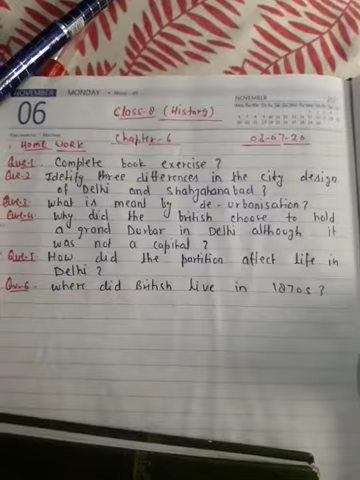 NOVEMBER MONDAY
NOVEMBER
06
Class-8 (History)
Chapter-6
03-07-20
HOME WORK
Que-1 Complete book exercise ?
Que-2 Idetify three differences in the city design
of Delhi and Shahjahanabad ?
Que-3 what is meant by de-urbanisation?
Que-4 Why did the british choose to hold
a grand Durbar in Delhi although it
was not a capital ?
Que-5 How did the partition affect life in
Delhi ?
Que-6 where did British live in 1870s ?